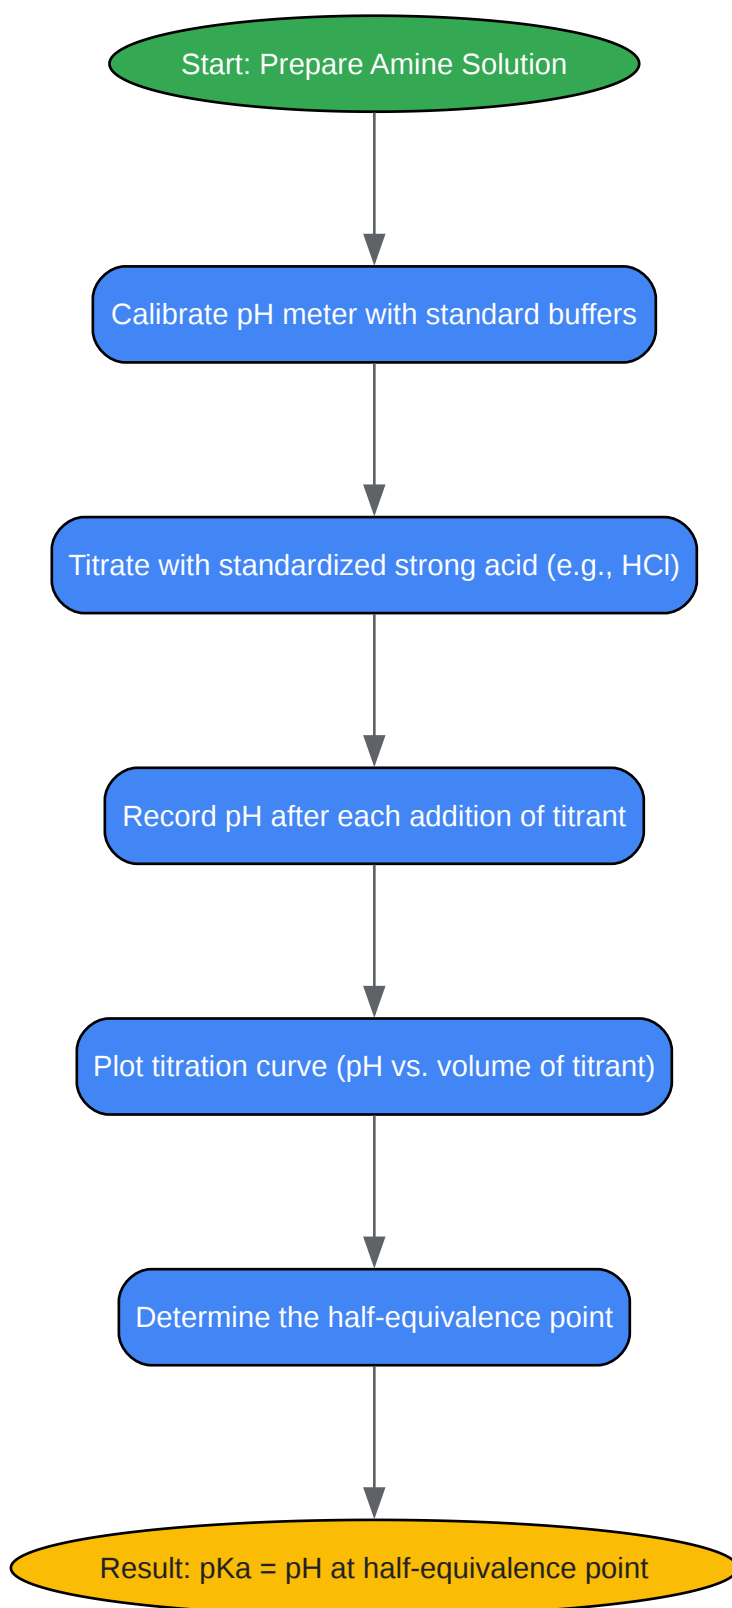 Start: Prepare Amine Solution
Calibrate pH meter with standard buffers
Titrate with standardized strong acid (e.g., HCl)
Record pH after each addition of titrant
Plot titration curve (pH vs. volume of titrant)
Determine the half-equivalence point
Result: pKa = pH at half-equivalence point